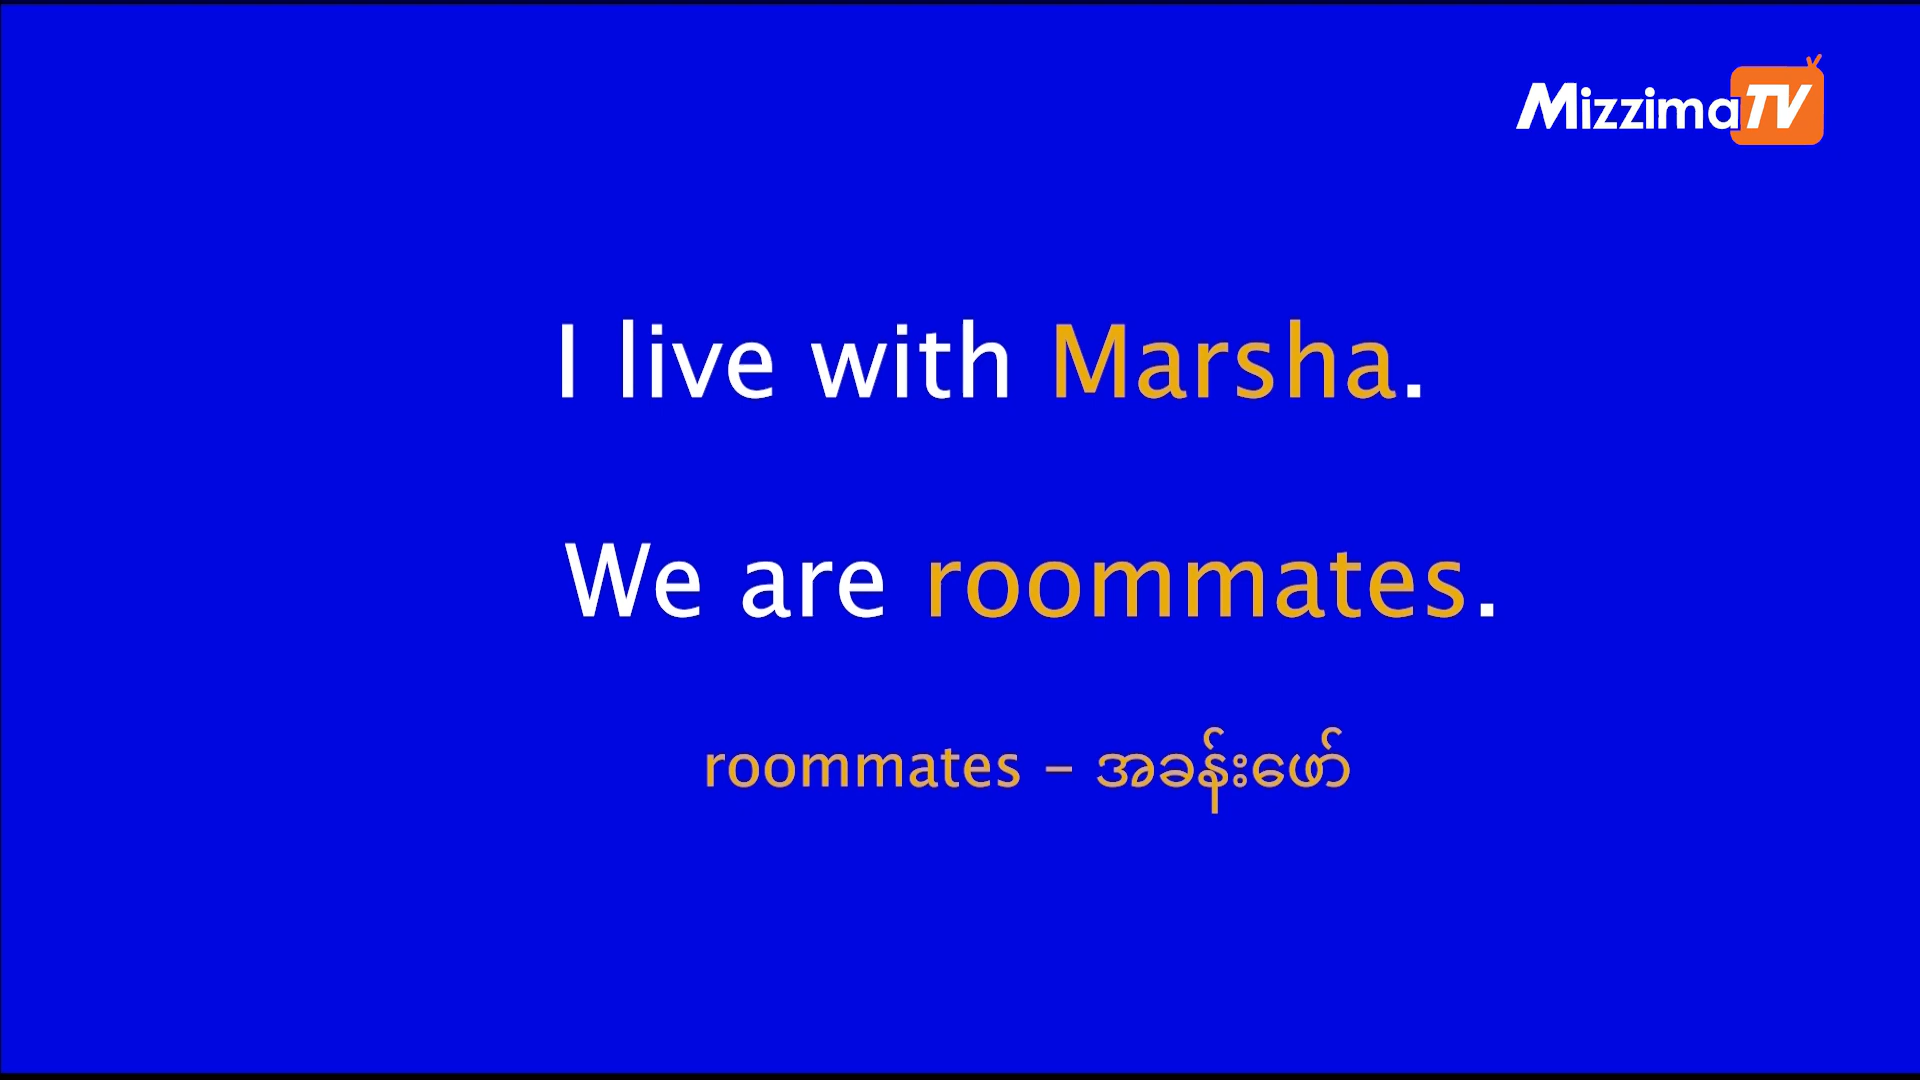 MizzimaTV
I live with Marsha.
We are roommates.
roommates – အခန်းဖော်